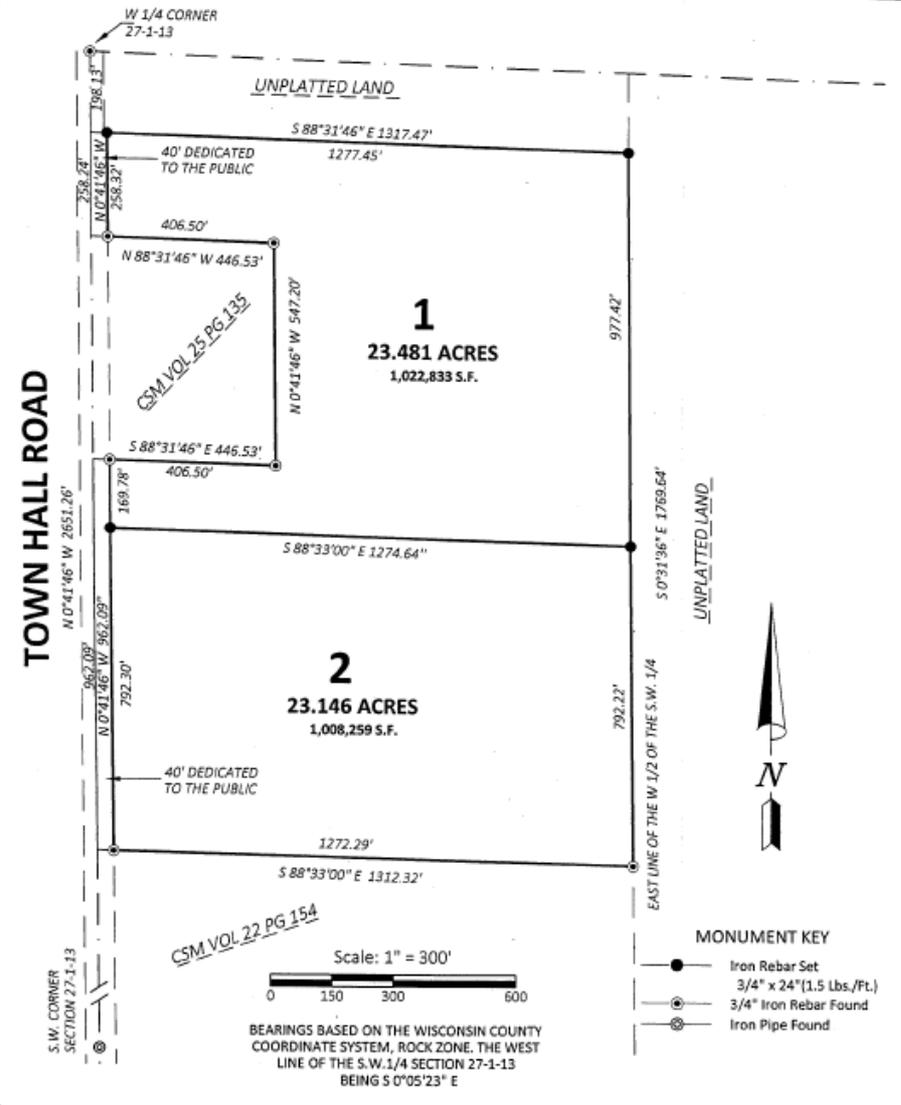 W 1/4 CORNER
27-1-13
198.13'
UNPLATTED LAND
S 88°31'46" E 1317.47'
1277.45'
40' DEDICATED
TO THE PUBLIC
258.24'
N 0°41'46" W
258.32'
406.50'
N 88°31'46" W 446.53'
CSM VOL 25 PG 135
N 0°41'46" W 547.20'
1
23.481 ACRES
1,022,833 S.F.
977.42'
S 88°31'46" E 446.53'
406.50'
169.78'
TOWN HALL ROAD
N 0°41'46" W 2651.26'
S 88°33'00" E 1274.64"
S 0°31'36" E 1769.64'
UNPLATTED LAND
962.09'
N 0°41'46" W 962.09"
792.30'
2
23.146 ACRES
1,008,259 S.F.
792.22'
EAST LINE OF THE W 1/2 OF THE S.W. 1/4
N
40' DEDICATED
TO THE PUBLIC
1272.29'
S 88°33'00" E 1312.32'
CSM VOL 22 PG 154
S.W. CORNER
SECTION 27-1-13
Scale: 1" = 300'
0 150 300 600
BEARINGS BASED ON THE WISCONSIN COUNTY
COORDINATE SYSTEM, ROCK ZONE. THE WEST
LINE OF THE S.W.1/4 SECTION 27-1-13
BEING S 0°05'23" E
MONUMENT KEY
Iron Rebar Set
3/4" x 24"(1.5 Lbs./Ft.)
3/4" Iron Rebar Found
Iron Pipe Found